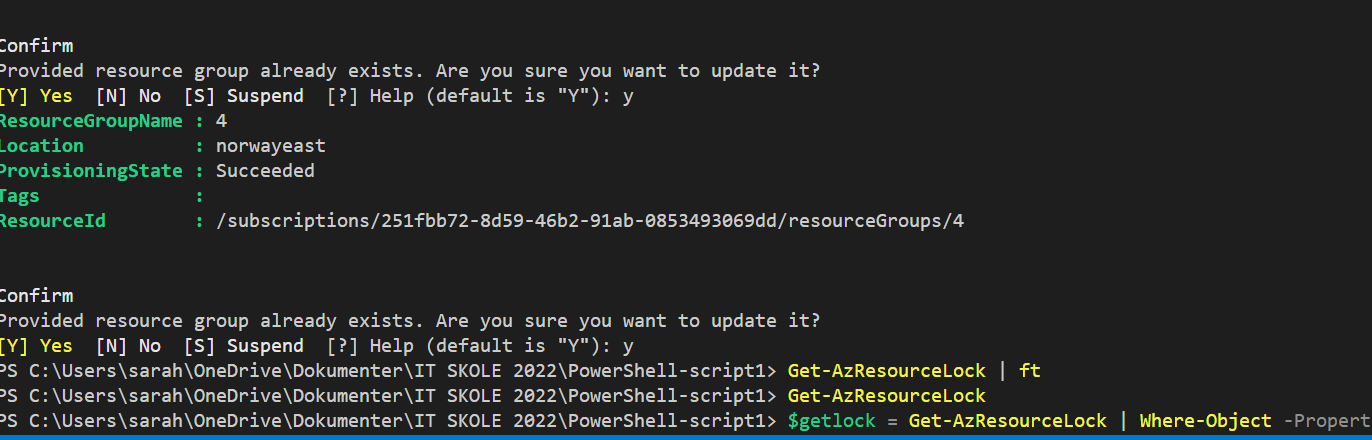 Confirm
Provided resource group already exists. Are you sure you want to update it?
[Y] Yes  [N] No  [S] Suspend  [?] Help (default is "Y"): y
ResourceGroupName : 4
Location          : norwayeast
ProvisioningState : Succeeded
Tags              :
ResourceId        : /subscriptions/251fbb72-8d59-46b2-91ab-0853493069dd/resourceGroups/4
Confirm
Provided resource group already exists. Are you sure you want to update it?
[Y] Yes  [N] No  [S] Suspend  [?] Help (default is "Y"): y
PS C:\Users\sarah\OneDrive\Dokumenter\IT SKOLE 2022\PowerShell-script1> Get-AzResourceLock | ft
PS C:\Users\sarah\OneDrive\Dokumenter\IT SKOLE 2022\PowerShell-script1> Get-AzResourceLock
PS C:\Users\sarah\OneDrive\Dokumenter\IT SKOLE 2022\PowerShell-script1> $getlock = Get-AzResourceLock | Where-Object -Propert